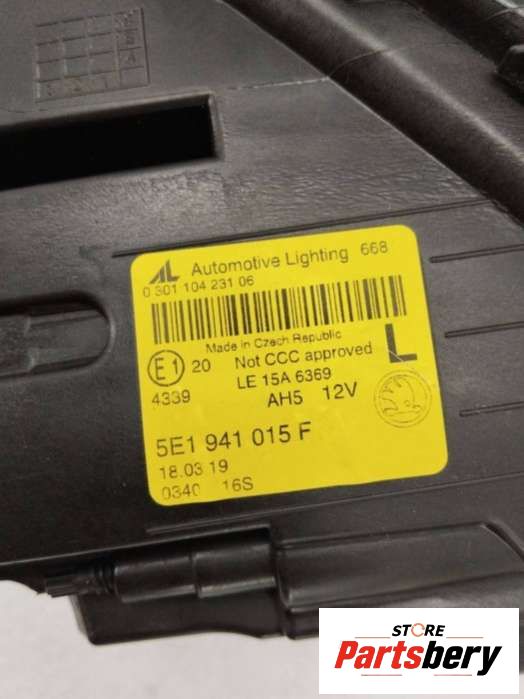 Automotive Lighting 668
0 301 104 231 06
Made in Czech Republic
E1 20 Not CCC approved L
4339 LE 15A 6369
AH5 12V
5E1 941 015 F
18.03.19
0340 16S
STORE
Partsbery